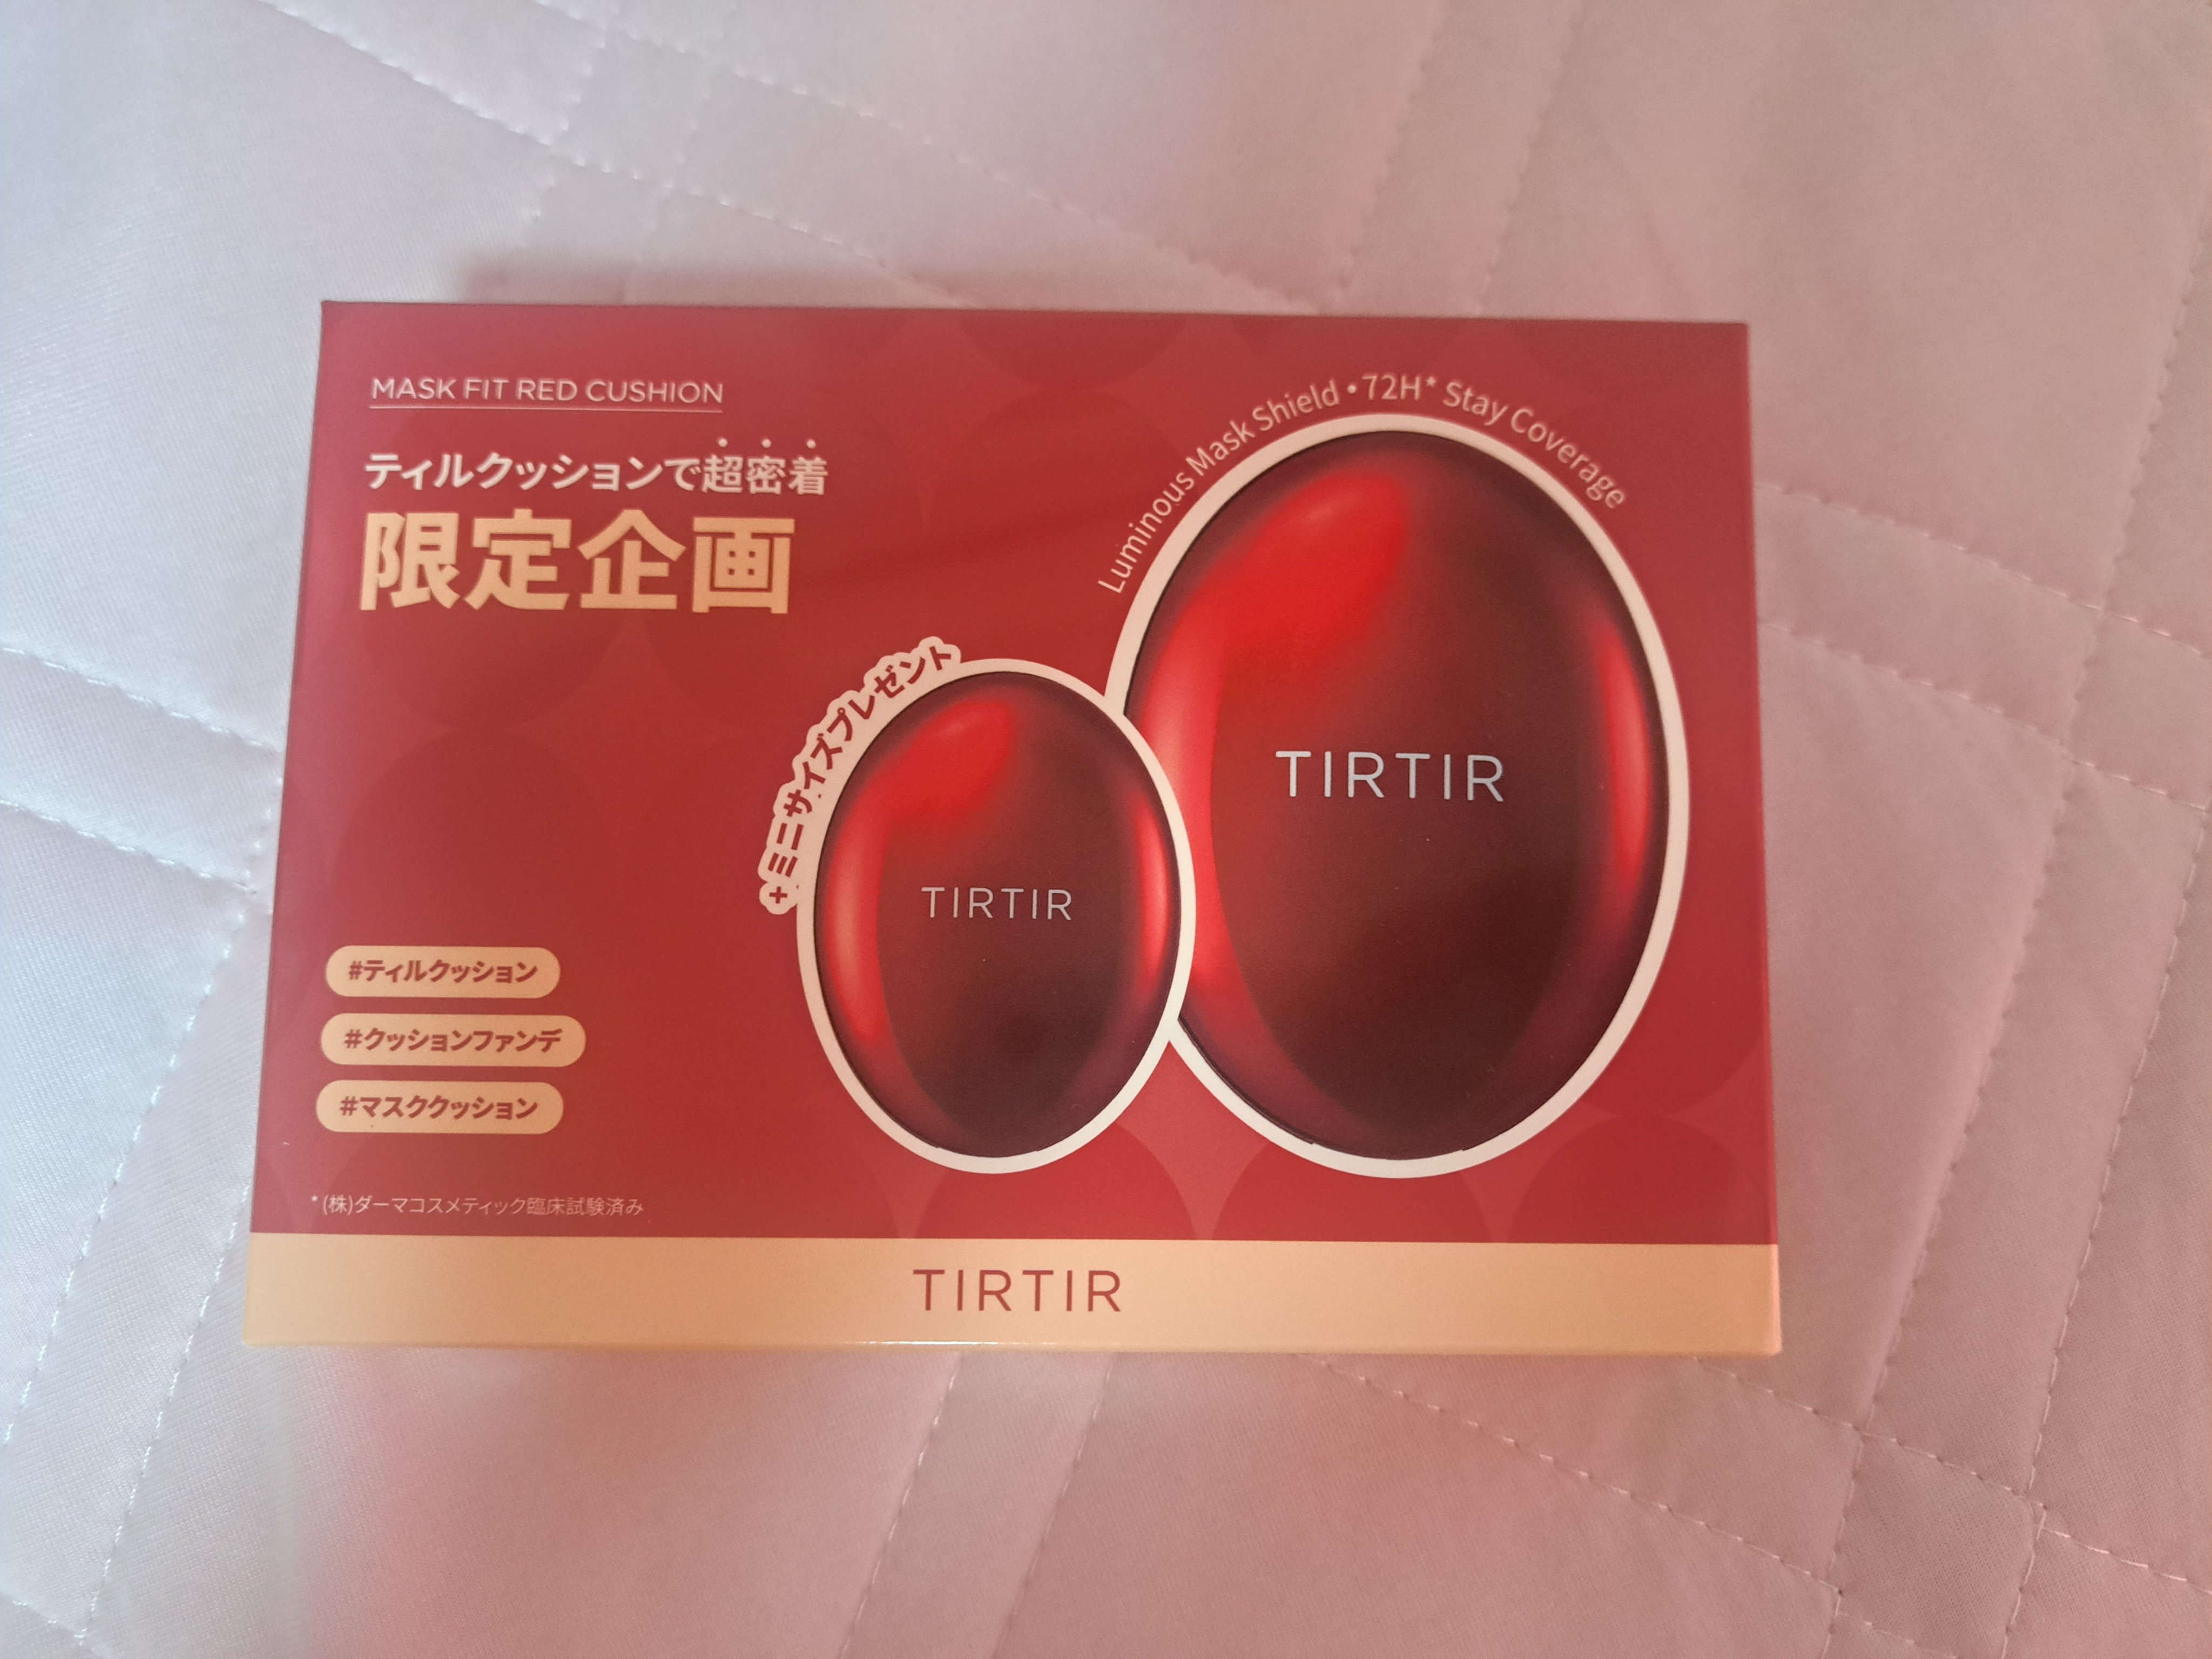 MASK FIT RED CUSHION
ティルクッションで超密着
限定企画
Luminous Mask Shield • 72H* Stay Coverage
TIRTIR
+ミニサイズプレゼント
TIRTIR
#ティルクッション
#クッションファンデ
#マスククッション
*(株)ダーマコスメティック臨床試験済み
TIRTIR